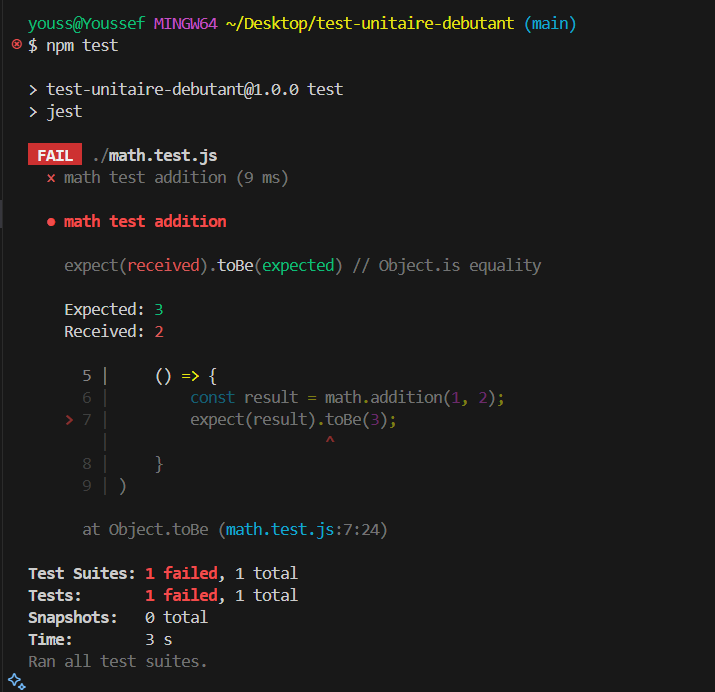 youss@Youssef MINGW64 ~/Desktop/test-unitaire-debutant (main)
$ npm test
> test-unitaire-debutant@1.0.0 test
> jest
FAIL ./math.test.js
× math test addition (9 ms)
● math test addition
expect(received).toBe(expected) // Object.is equality
Expected: 3
Received: 2
5 | () => {
6 | const result = math.addition(1, 2);
> 7 | expect(result).toBe(3);
| ^
8 | }
9 | )
at Object.toBe (math.test.js:7:24)
Test Suites: 1 failed, 1 total
Tests: 1 failed, 1 total
Snapshots: 0 total
Time: 3 s
Ran all test suites.